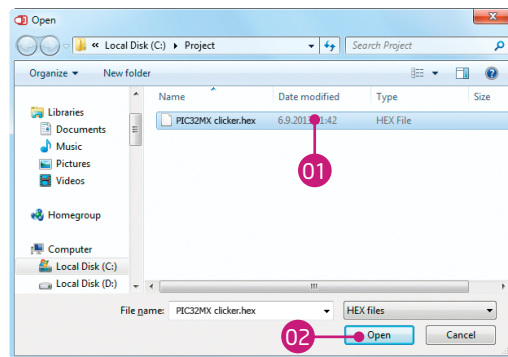 Open
« Local Disk (C:) ▸ Project
Search Project
Organize ▾ New folder
Name Date modified Type Size
Libraries
Documents
Music
Pictures
Videos
Homegroup
Computer
Local Disk (C:)
Local Disk (D:)
PIC32MX clicker.hex HEX File
01
File name: PIC32MX clicker.hex HEX files
02 Open Cancel